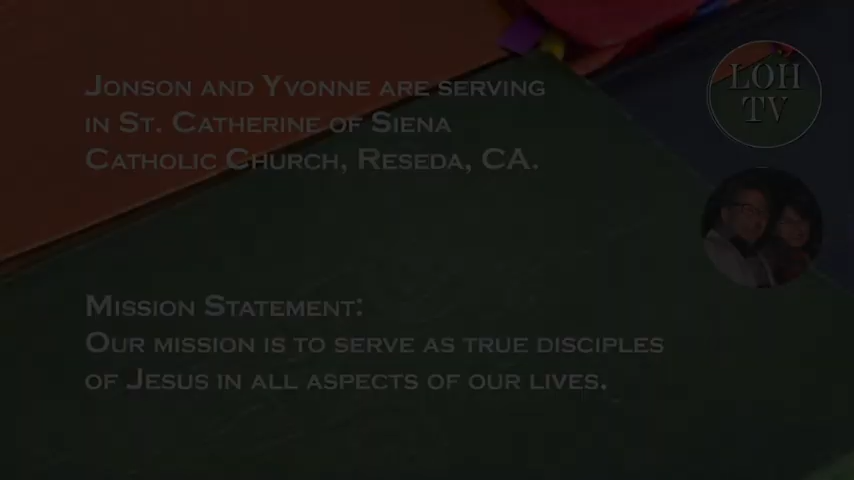 Jonson and Yvonne are serving
in St. Catherine of Siena
Catholic Church, Reseda, CA.
LOH
TV
Mission Statement:
Our mission is to serve as true disciples
of Jesus in all aspects of our lives.